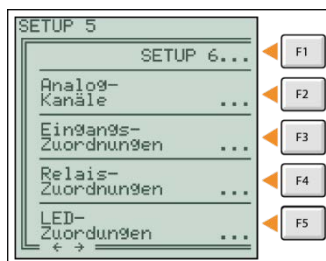 SETUP 5
SETUP 6... F1
Analog-
Kanäle ... F2
Eingangs-
Zuordnungen ... F3
Relais-
Zuordnungen ... F4
LED-
Zuordungen ... F5
← →